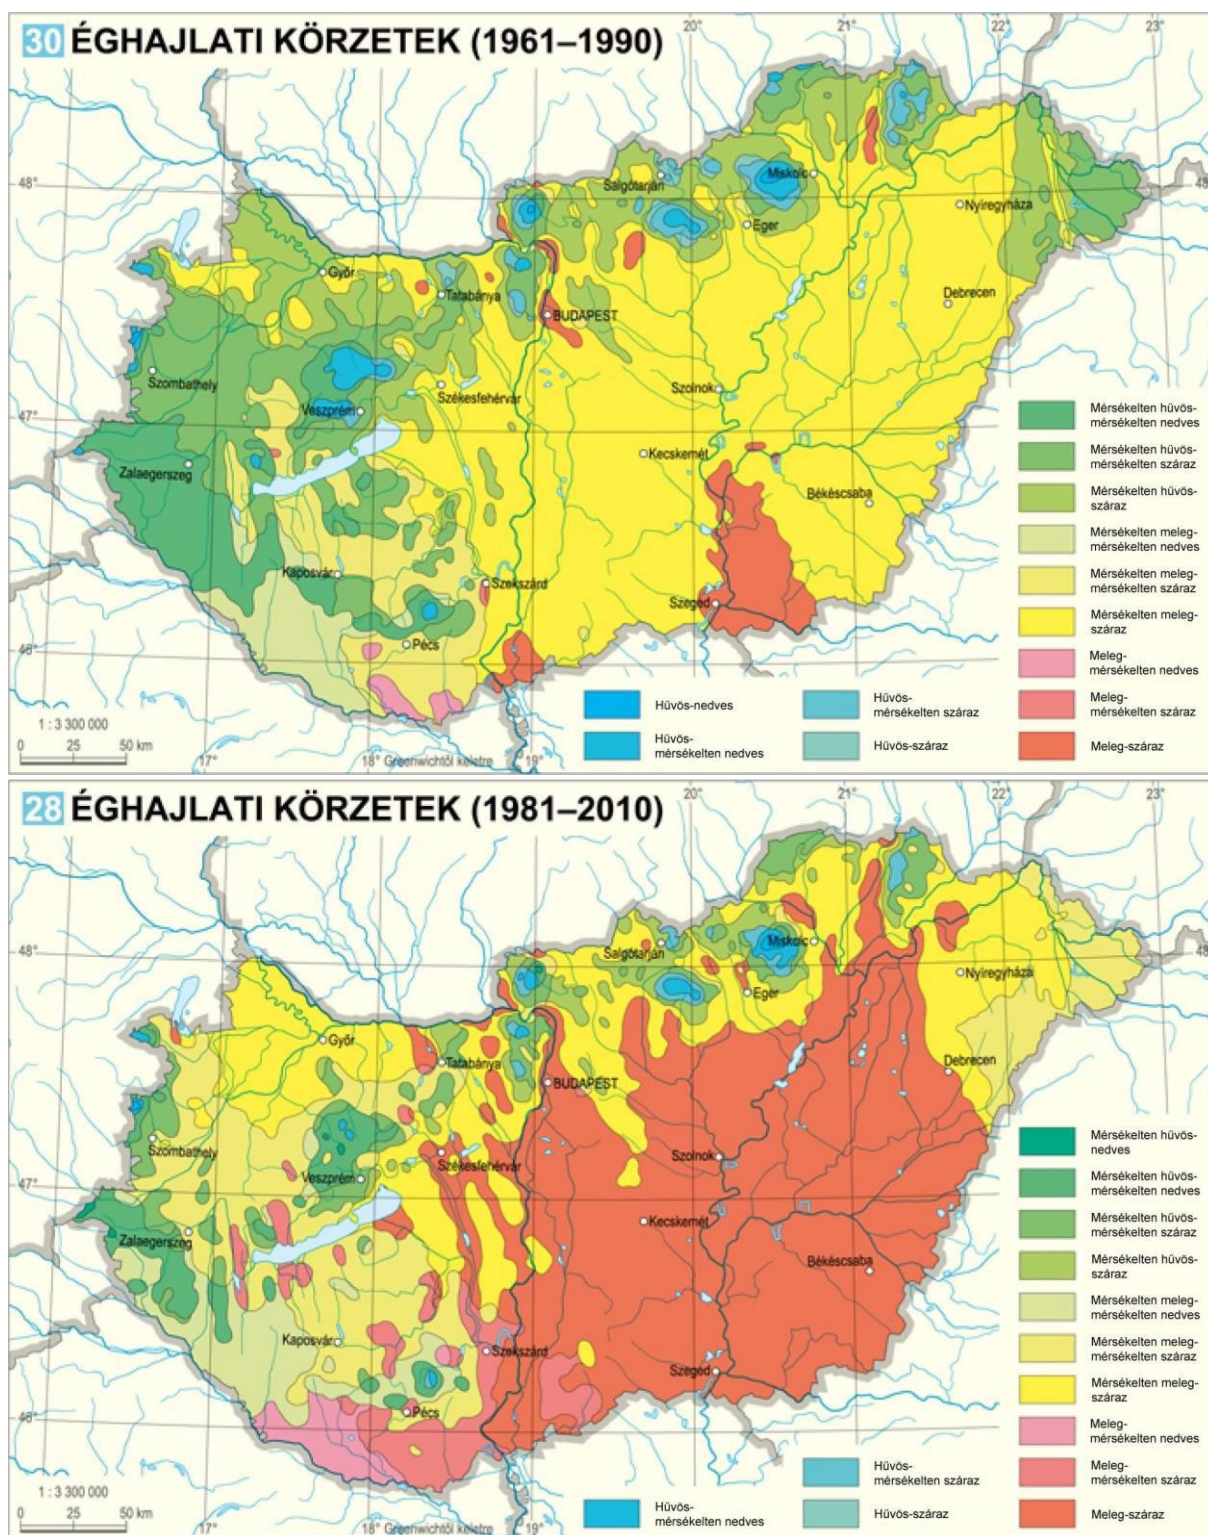 30 ÉGHAJLATI KÖRZETEK (1961–1990)
20°
21°
22°
23°
48°
48
Salgótarján
Miskolc
Nyíregyháza
Eger
Győr
Tatabánya
Debrecen
BUDAPEST
Szombathely
Székesfehérvár
Szolnok
Veszprém
47°
Zalaegerszeg
Kecskemét
Békéscsaba
Kaposvár
Szekszárd
Szeged
Pécs
46°
Mérsékelten hűvös-
mérsékelten nedves
Mérsékelten hűvös-
mérsékelten száraz
Mérsékelten hűvös-
száraz
Mérsékelten meleg-
mérsékelten nedves
Mérsékelten meleg-
mérsékelten száraz
Mérsékelten meleg-
száraz
Meleg-
mérsékelten nedves
Meleg-
mérsékelten száraz
Meleg-száraz
Hűvös-nedves
Hűvös-
mérsékelten száraz
Hűvös-
mérsékelten nedves
Hűvös-száraz
1 : 3 300 000
0 25 50 km
17°
18° Greenwichtől keletre
19°
28 ÉGHAJLATI KÖRZETEK (1981–2010)
20°
21°
22°
23°
48°
48
Salgótarján
Miskolc
Nyíregyháza
Eger
Győr
Tatabánya
Debrecen
BUDAPEST
Szombathely
Székesfehérvár
Szolnok
Veszprém
47°
Zalaegerszeg
Kecskemét
Békéscsaba
Kaposvár
Szekszárd
Szeged
Pécs
46°
Mérsékelten hűvös-
nedves
Mérsékelten hűvös-
mérsékelten nedves
Mérsékelten hűvös-
mérsékelten száraz
Mérsékelten hűvös-
száraz
Mérsékelten meleg-
mérsékelten nedves
Mérsékelten meleg-
mérsékelten száraz
Mérsékelten meleg-
száraz
Meleg-
mérsékelten nedves
Meleg-
mérsékelten száraz
Meleg-száraz
Hűvös-
mérsékelten száraz
Hűvös-
mérsékelten nedves
Hűvös-száraz
1 : 3 300 000
0 25 50 km
17°
18° Greenwichtől keletre
19°